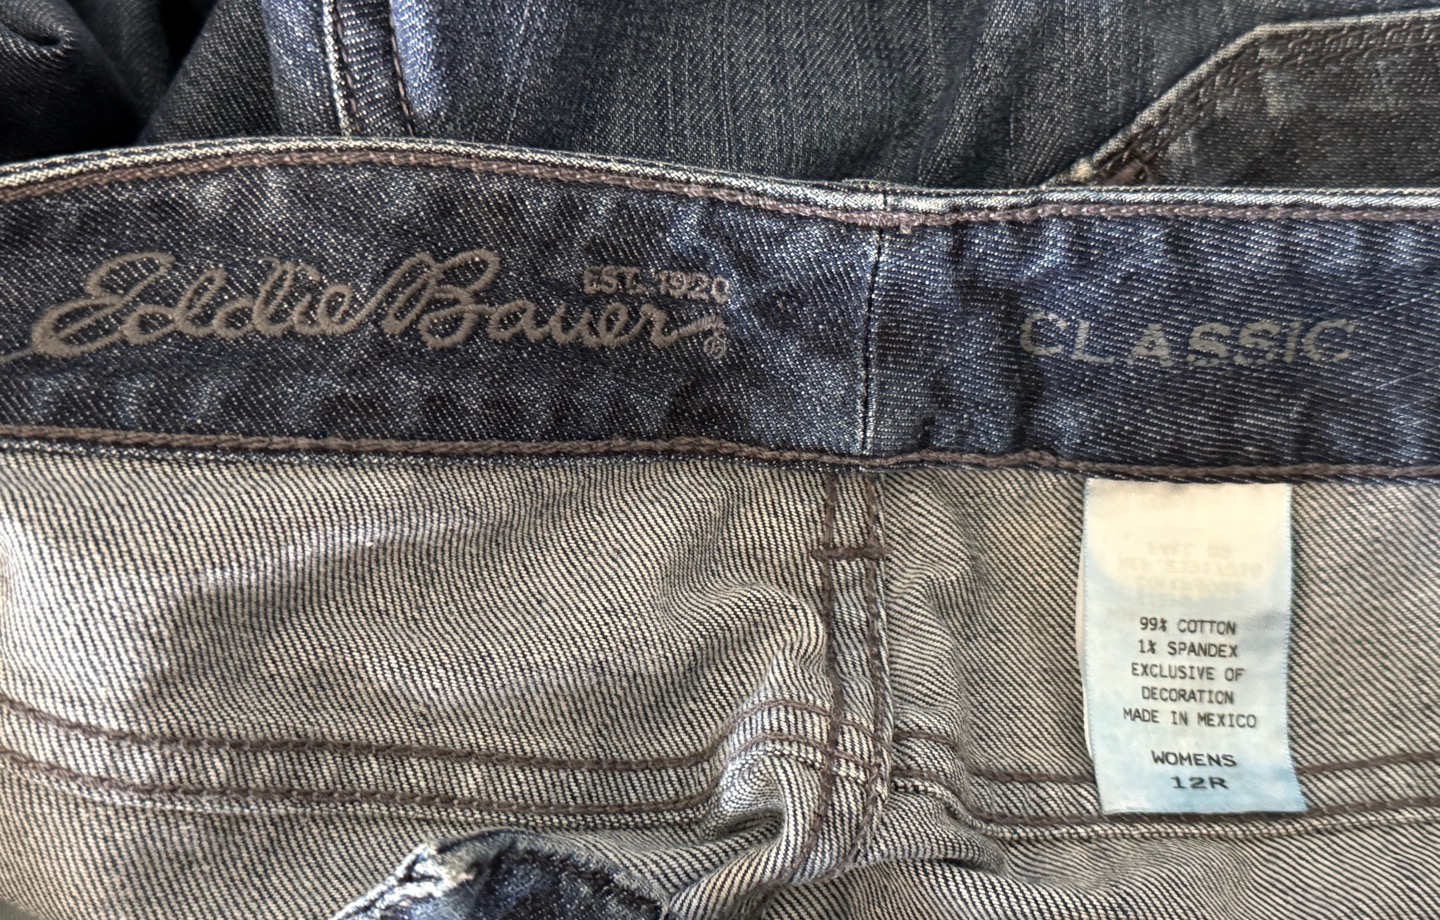 Eddie Bauer®
EST. 1920
CLASSIC
99% COTTON
1% SPANDEX
EXCLUSIVE OF
DECORATION
MADE IN MEXICO
WOMENS
12R